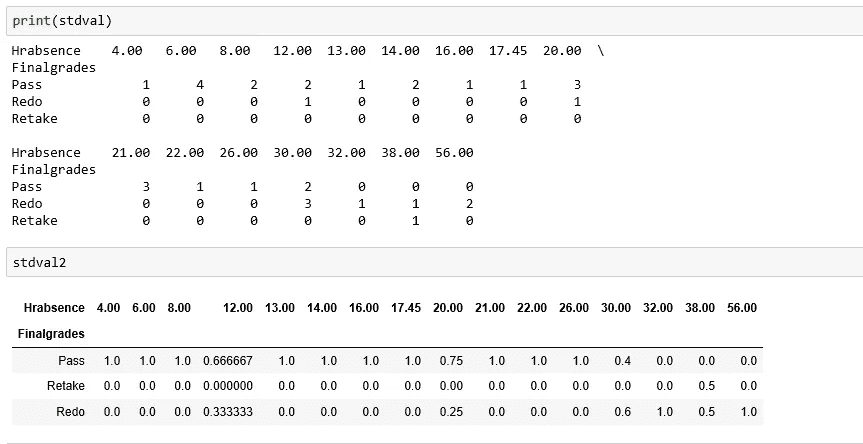 print(stdval)
Hrabsence 4.00 6.00 8.00 12.00 13.00 14.00 16.00 17.45 20.00 \
Finalgrades
Pass 1 4 2 2 1 2 1 1 3
Redo 0 0 0 1 0 0 0 0 1
Retake 0 0 0 0 0 0 0 0 0
Hrabsence 21.00 22.00 26.00 30.00 32.00 38.00 56.00
Finalgrades
Pass 3 1 1 2 0 0 0
Redo 0 0 0 3 1 1 2
Retake 0 0 0 0 0 1 0
stdval2
Hrabsence 4.00 6.00 8.00 12.00 13.00 14.00 16.00 17.45 20.00 21.00 22.00 26.00 30.00 32.00 38.00 56.00
Finalgrades
Pass 1.0 1.0 1.0 0.666667 1.0 1.0 1.0 1.0 0.75 1.0 1.0 1.0 0.4 0.0 0.0 0.0
Retake 0.0 0.0 0.0 0.000000 0.0 0.0 0.0 0.0 0.00 0.0 0.0 0.0 0.0 0.0 0.5 0.0
Redo 0.0 0.0 0.0 0.333333 0.0 0.0 0.0 0.0 0.25 0.0 0.0 0.0 0.6 1.0 0.5 1.0